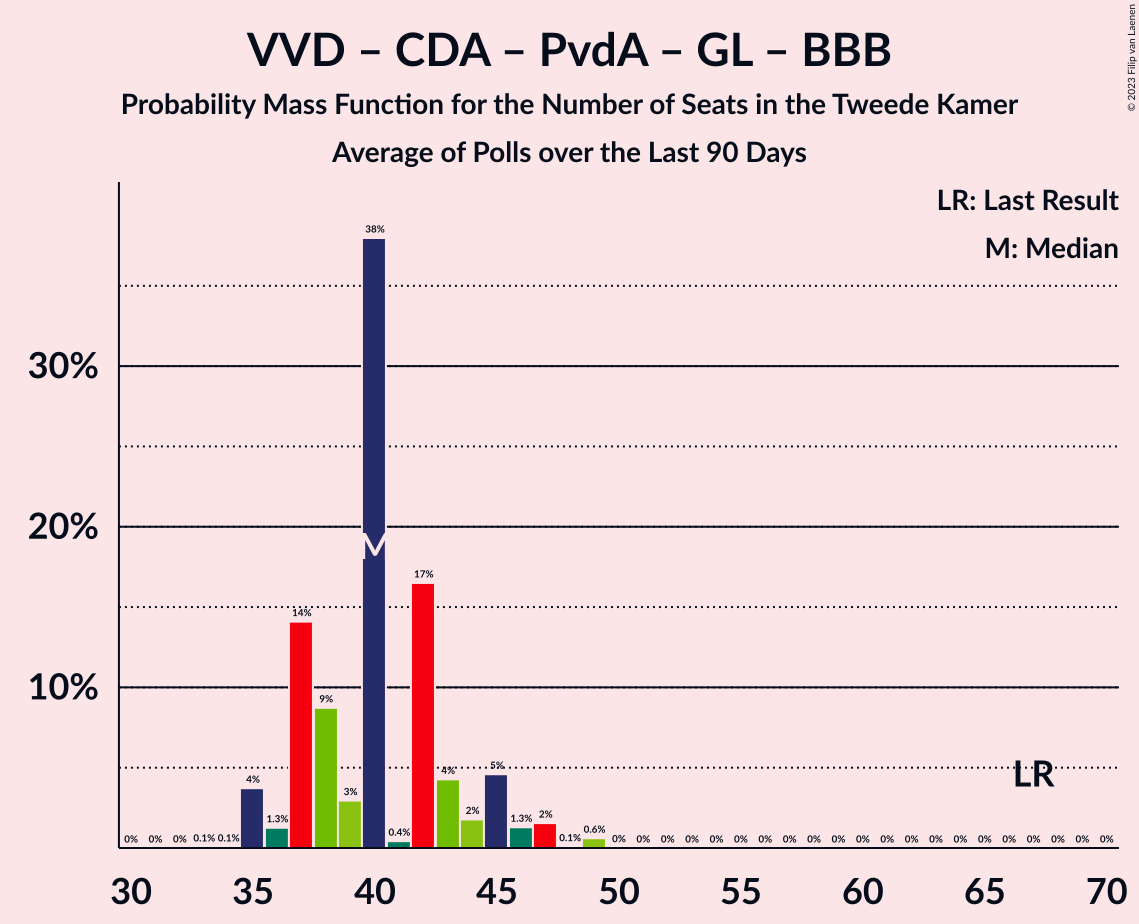 VVD – CDA – PvdA – GL – BBB
Probability Mass Function for the Number of Seats in the Tweede Kamer
Average of Polls over the Last 90 Days
© 2023 Filip van Laenen
LR: Last Result
M: Median
30%
20%
10%
0% 0% 0% 0.1% 0.1% 4% 1.3% 14% 9% 3% 38% 0.4% 17% 4% 2% 5% 1.3% 2% 0.1% 0.6% 0% 0% 0% 0% 0% 0% 0% 0% 0% 0% 0% 0% 0% 0% 0% 0% 0% 0% 0% 0% 0%
M
LR
30 35 40 45 50 55 60 65 70